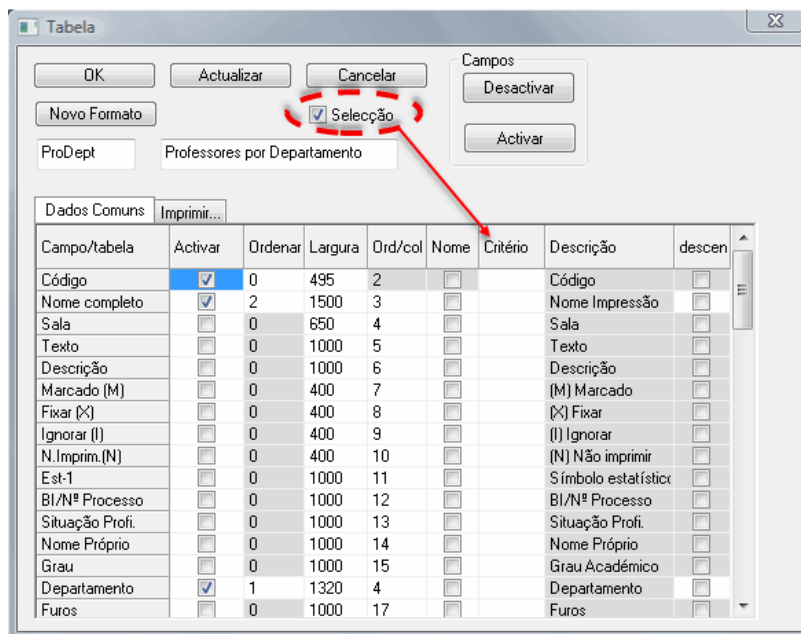 Tabela
OK Actualizar Cancelar
Campos
Desactivar
Activar
Novo Formato
Selecção
ProDept Professores por Departamento
Dados Comuns Imprimir...
Campo/tabela Activar Ordenar Largura Ord/col Nome Critério Descrição descen
Código 0 495 2 Código
Nome completo 2 1500 3 Nome Impressão
Sala 0 650 4 Sala
Texto 0 1000 5 Texto
Descrição 0 1000 6 Descrição
Marcado (M) 0 400 7 (M) Marcado
Fixar (X) 0 400 8 (X) Fixar
Ignorar (I) 0 400 9 (I) Ignorar
N.Imprim.(N) 0 400 10 (N) Não imprimir
Est-1 0 1000 11 Símbolo estatístico
BI/Nº Processo 0 1000 12 BI/Nº Processo
Situação Profi. 0 1000 13 Situação Profi.
Nome Próprio 0 1000 14 Nome Próprio
Grau 0 1000 15 Grau Académico
Departamento 1 1320 4 Departamento
Furos 0 1000 17 Furos